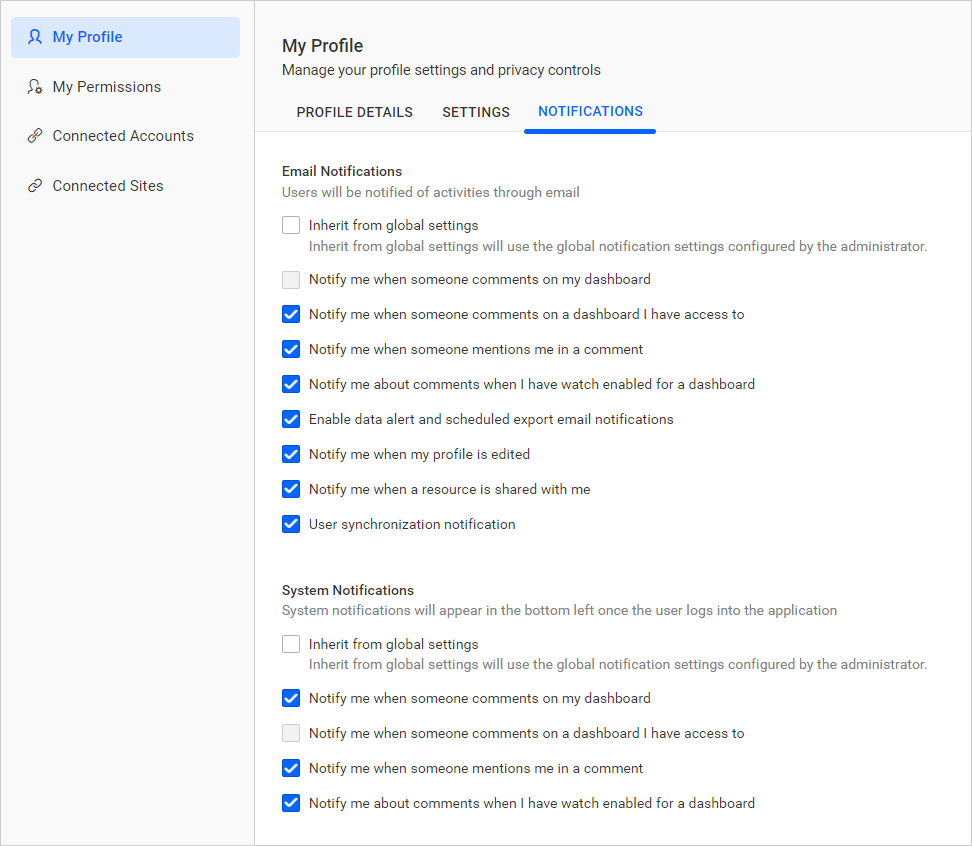 My Profile
My Permissions
Connected Accounts
Connected Sites
My Profile
Manage your profile settings and privacy controls
PROFILE DETAILS SETTINGS NOTIFICATIONS
Email Notifications
Users will be notified of activities through email
Inherit from global settings
Inherit from global settings will use the global notification settings configured by the administrator.
Notify me when someone comments on my dashboard
Notify me when someone comments on a dashboard I have access to
Notify me when someone mentions me in a comment
Notify me about comments when I have watch enabled for a dashboard
Enable data alert and scheduled export email notifications
Notify me when my profile is edited
Notify me when a resource is shared with me
User synchronization notification
System Notifications
System notifications will appear in the bottom left once the user logs into the application
Inherit from global settings
Inherit from global settings will use the global notification settings configured by the administrator.
Notify me when someone comments on my dashboard
Notify me when someone comments on a dashboard I have access to
Notify me when someone mentions me in a comment
Notify me about comments when I have watch enabled for a dashboard